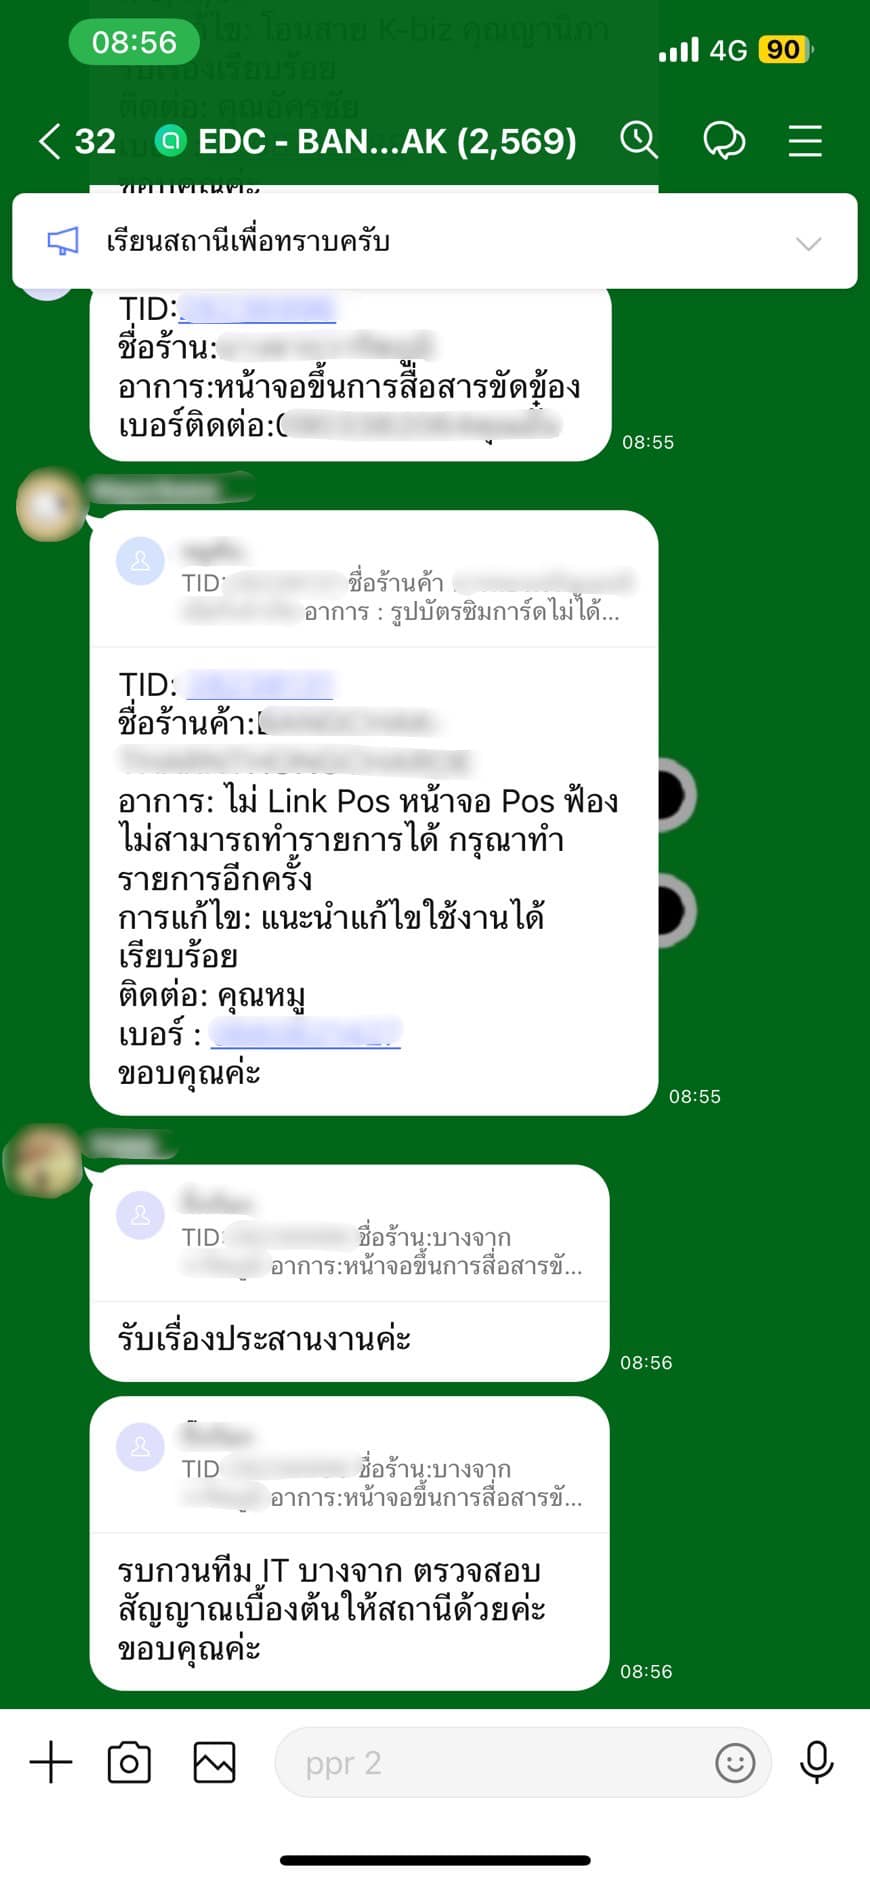 08:56
4G 90
32 EDC - BAN...AK (2,569)
ขอบคุณค่ะ
เรียนสถานีเพื่อทราบครับ
TID:
ชื่อร้าน:
อาการ:หน้าจอขึ้นการสื่อสารขัดข้อง
เบอร์ติดต่อ:
08:55
TID: ชื่อร้านค้า
อาการ : รูปบัตรซิมการ์ดไม่ได้...
TID:
ชื่อร้านค้า:
อาการ: ไม่ Link Pos หน้าจอ Pos ฟ้อง
ไม่สามารถทำรายการได้ กรุณาทำ
รายการอีกครั้ง
การแก้ไข: แนะนำแก้ไขใช้งานได้
เรียบร้อย
ติดต่อ: คุณหมู
เบอร์ :
ขอบคุณค่ะ
08:55
TID: ชื่อร้าน:บางจาก
อาการ:หน้าจอขึ้นการสื่อสารขั...
รับเรื่องประสานงานค่ะ
08:56
TID ชื่อร้าน:บางจาก
อาการ:หน้าจอขึ้นการสื่อสารขั...
รบกวนทีม IT บางจาก ตรวจสอบ
สัญญาณเบื้องต้นให้สถานีด้วยค่ะ
ขอบคุณค่ะ
08:56
ppr 2